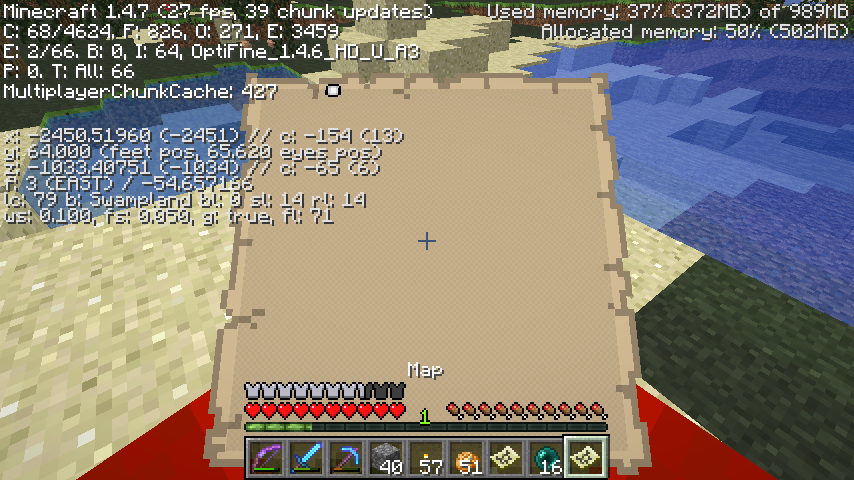 Minecraft 1.4.7 (27 fps, 39 chunk updates)
Used memory: 37% (372MB) of 989MB
C: 68/4624, F: 826, O: 271, E: 3459
Allocated memory: 50% (502MB)
E: 2/66. B: 0, I: 64, OptiFine_1.4.6_HD_U_A3
P: 0, T: All: 66
MultiplayerChunkCache: 427
x: -2450.51960 (-2451) // c: -154 (13)
y: 64.000 (feet pos, 65.620 eyes pos)
z: -1033.40751 (-1034) // c: -65 (6)
f: 3 (EAST) / -54.657166
lc: 79 b: Swampland bl: 0 sl: 14 rl: 14
ws: 0.100, fs: 0.050, g: true, fl: 71
Map
1
40 57 51 16